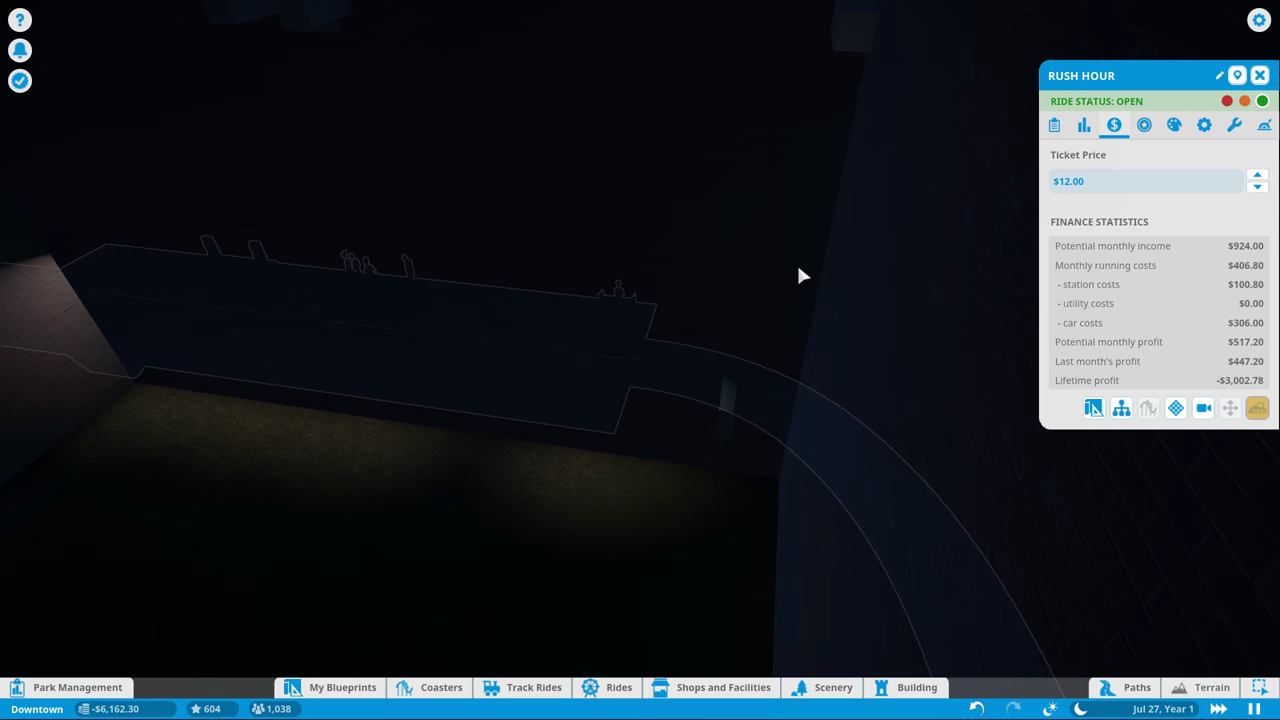 RUSH HOUR
RIDE STATUS: OPEN
Ticket Price
$12.00
FINANCE STATISTICS
Potential monthly income $924.00
Monthly running costs $406.80
- station costs $100.80
- utility costs $0.00
- car costs $306.00
Potential monthly profit $517.20
Last month's profit $447.20
Lifetime profit -$3,002.78
Park Management My Blueprints Coasters Track Rides Rides Shops and Facilities Scenery Building Paths Terrain
Downtown -$6,162.30 604 1,038 Jul 27, Year 1